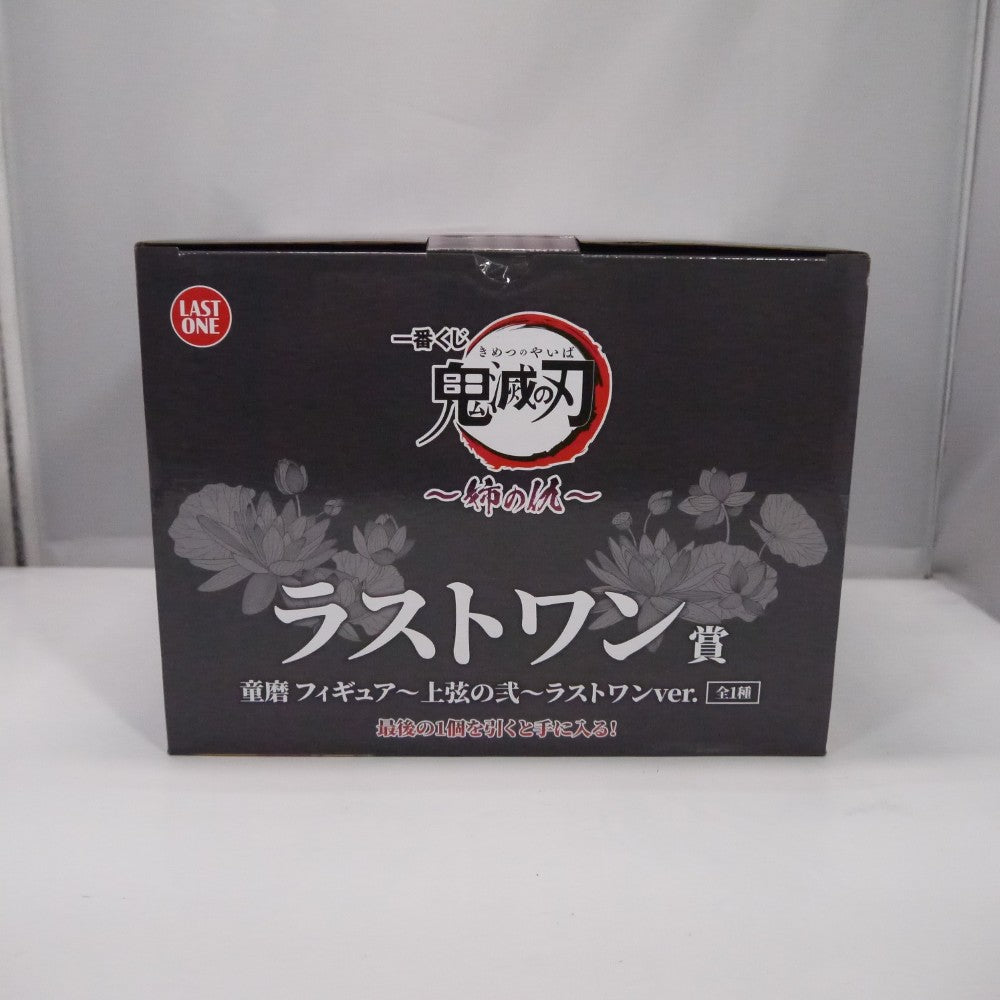 LAST
ONE
一番くじ
きめつのやいば
鬼滅の刃
～姉の仇～
ラストワン賞
童磨 フィギュア～上弦の弐～ラストワンver. 全1種
最後の1個を引くと手に入る!